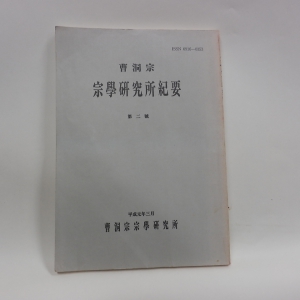 曹洞宗
宗學研究所紀要
第二號
平成元年三月
曹洞宗宗學研究所